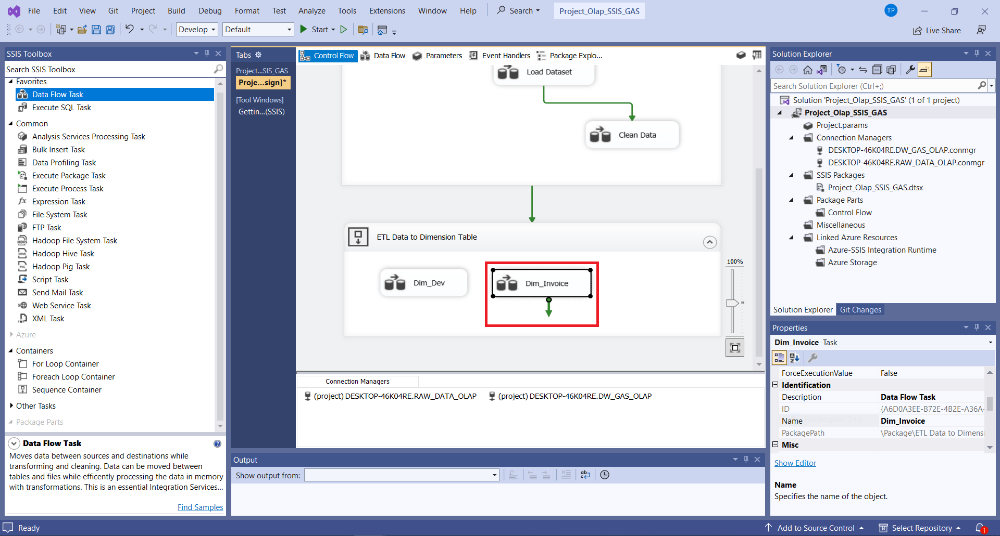 File Edit View Git Project Build Debug Format Test Analyze Tools Extensions Window Help Search Project_Olap_SSIS_GAS TP
Develop Default Start Live Share
SSIS Toolbox
Search SSIS Toolbox
Favorites
Data Flow Task
Execute SQL Task
Common
Analysis Services Processing Task
Bulk Insert Task
Data Profiling Task
Execute Package Task
Execute Process Task
Expression Task
File System Task
FTP Task
Hadoop File System Task
Hadoop Hive Task
Hadoop Pig Task
Script Task
Send Mail Task
Web Service Task
XML Task
Azure
Containers
For Loop Container
Foreach Loop Container
Sequence Container
Other Tasks
Package Parts
Data Flow Task
Moves data between sources and destinations while
transforming and cleaning. Data can be moved between
tables and files while efficently processing the data in memory
with transformations. This is an essential Integration Services...
Find Samples
Tabs
Project...SIS_GAS
Proje...sign]*
[Tool Windows]
Gettin...(SSIS)
Control Flow Data Flow Parameters Event Handlers Package Explo...
Load Dataset
Clean Data
ETL Data to Dimension Table
Dim_Dev
Dim_Invoice
100%
Connection Managers
(project) DESKTOP-46K04RE.RAW_DATA_OLAP (project) DESKTOP-46K04RE.DW_GAS_OLAP
Output
Show output from:
Solution Explorer
Search Solution Explorer (Ctrl+;)
Solution 'Project_Olap_SSIS_GAS' (1 of 1 project)
Project_Olap_SSIS_GAS
Project.params
Connection Managers
DESKTOP-46K04RE.DW_GAS_OLAP.conmgr
DESKTOP-46K04RE.RAW_DATA_OLAP.conmgr
SSIS Packages
Project_Olap_SSIS_GAS.dtsx
Package Parts
Control Flow
Miscellaneous
Linked Azure Resources
Azure-SSIS Integration Runtime
Azure Storage
Solution Explorer Git Changes
Properties
Dim_Invoice Task
ForceExecutionValue False
Identification
Description Data Flow Task
ID {A6D0A3EE-B72E-4B2E-A36A-
Name Dim_Invoice
PackagePath \Package\ETL Data to Dimensi
Misc
Show Editor
Name
Specifies the name of the object.
Ready Add to Source Control Select Repository 1